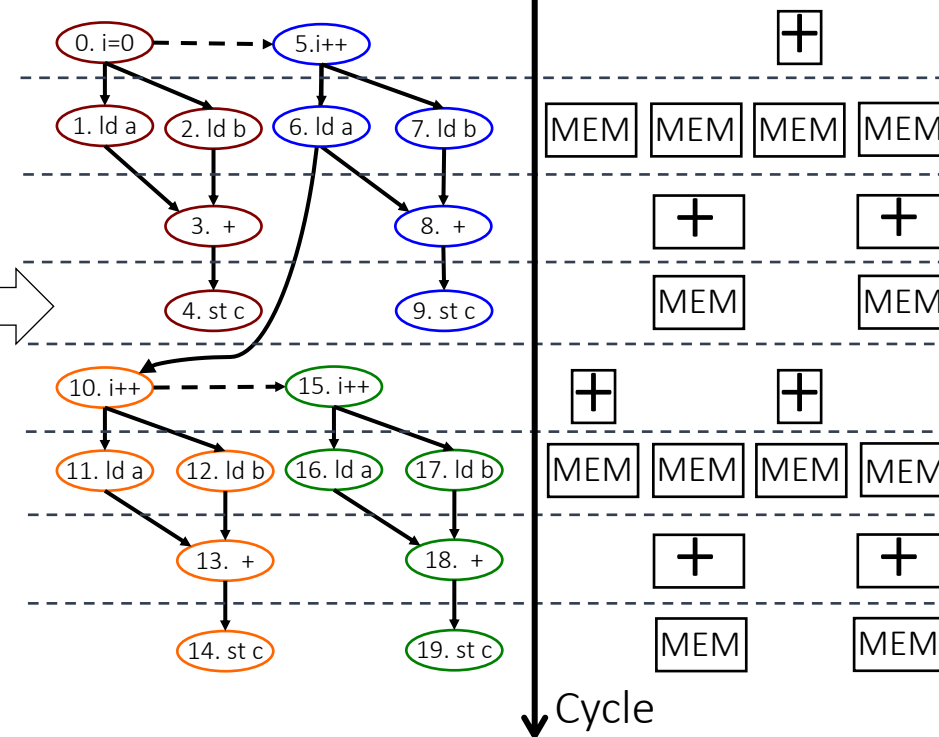 0. i=0 5.i++ +
1. ld a 2. ld b 6. ld a 7. ld b MEM MEM MEM MEM
3. + 8. + + +
4. st c 9. st c MEM MEM
10. i++ 15. i++ + +
11. ld a 12. ld b 16. ld a 17. ld b MEM MEM MEM MEM
13. + 18. + + +
14. st c 19. st c MEM MEM
Cycle